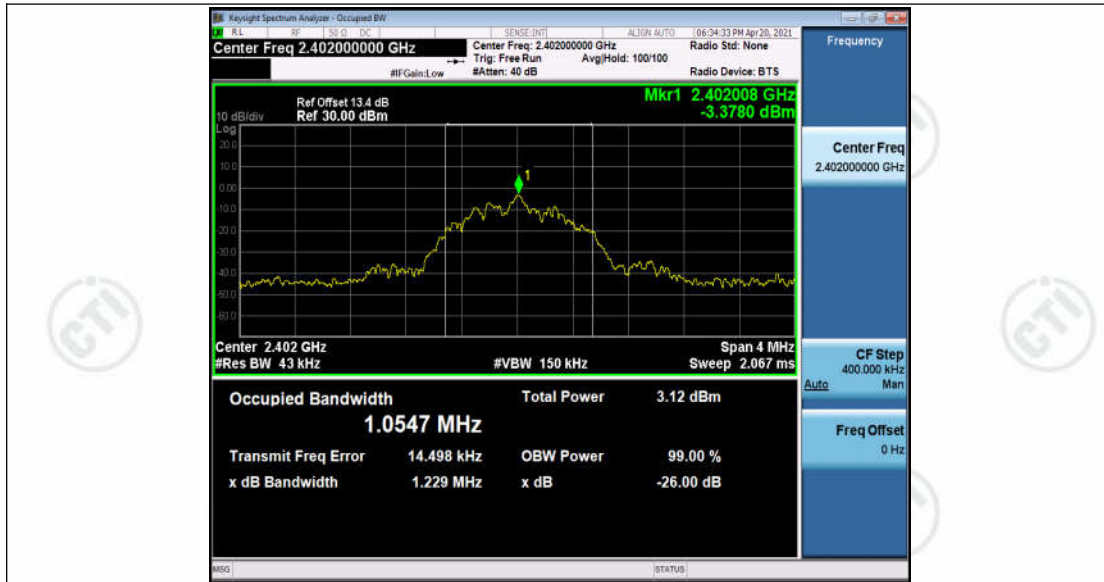 Keysight Spectrum Analyzer - Occupied BW
RL RF 50 Ω DC SENSE:INT ALIGN AUTO 06:34:33 PM Apr 20, 2021
Center Freq 2.402000000 GHz
Center Freq: 2.402000000 GHz
Radio Std: None
Trig: Free Run Avg|Hold: 100/100
#IFGain:Low #Atten: 40 dB Radio Device: BTS
Frequency
Ref Offset 13.4 dB
Mkr1 2.402008 GHz
10 dB/div Ref 30.00 dBm
-3.3780 dBm
Log
20.0
10.0
0.00
-10.0
-20.0
-30.0
-40.0
-50.0
-60.0
1
Center 2.402 GHz Span 4 MHz
#Res BW 43 kHz #VBW 150 kHz Sweep 2.067 ms
Occupied Bandwidth Total Power 3.12 dBm
1.0547 MHz
Transmit Freq Error 14.498 kHz OBW Power 99.00 %
x dB Bandwidth 1.229 MHz x dB -26.00 dB
Center Freq
2.402000000 GHz
CF Step
400.000 kHz
Auto Man
Freq Offset
0 Hz
MSG STATUS
CTI
CTI